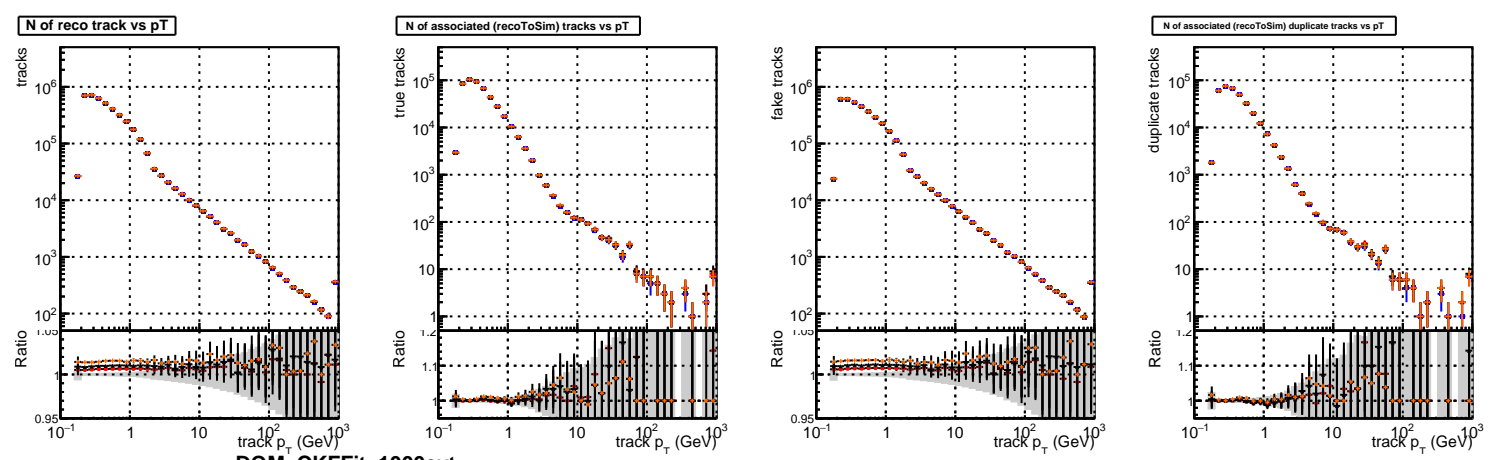 N of reco track vs pT
tracks
10^6
10^5
10^4
10^3
10^2
Ratio
1.05
1
0.95
10^-1 1 10 10^2 10^3
track p_T (GeV)
N of associated (recoToSim) tracks vs pT
true tracks
10^5
10^4
10^3
10^2
10
1
Ratio
1.2
1.1
1
10^-1 1 10 10^2 10^3
track p_T (GeV)
fake tracks
10^6
10^5
10^4
10^3
10^2
Ratio
1.05
1
0.95
10^-1 1 10 10^2 10^3
track p_T (GeV)
N of associated (recoToSim) duplicate tracks vs pT
duplicate tracks
10^5
10^4
10^3
10^2
10
1
Ratio
1.2
1.1
1
10^-1 1 10 10^2 10^3
track p_T (GeV)